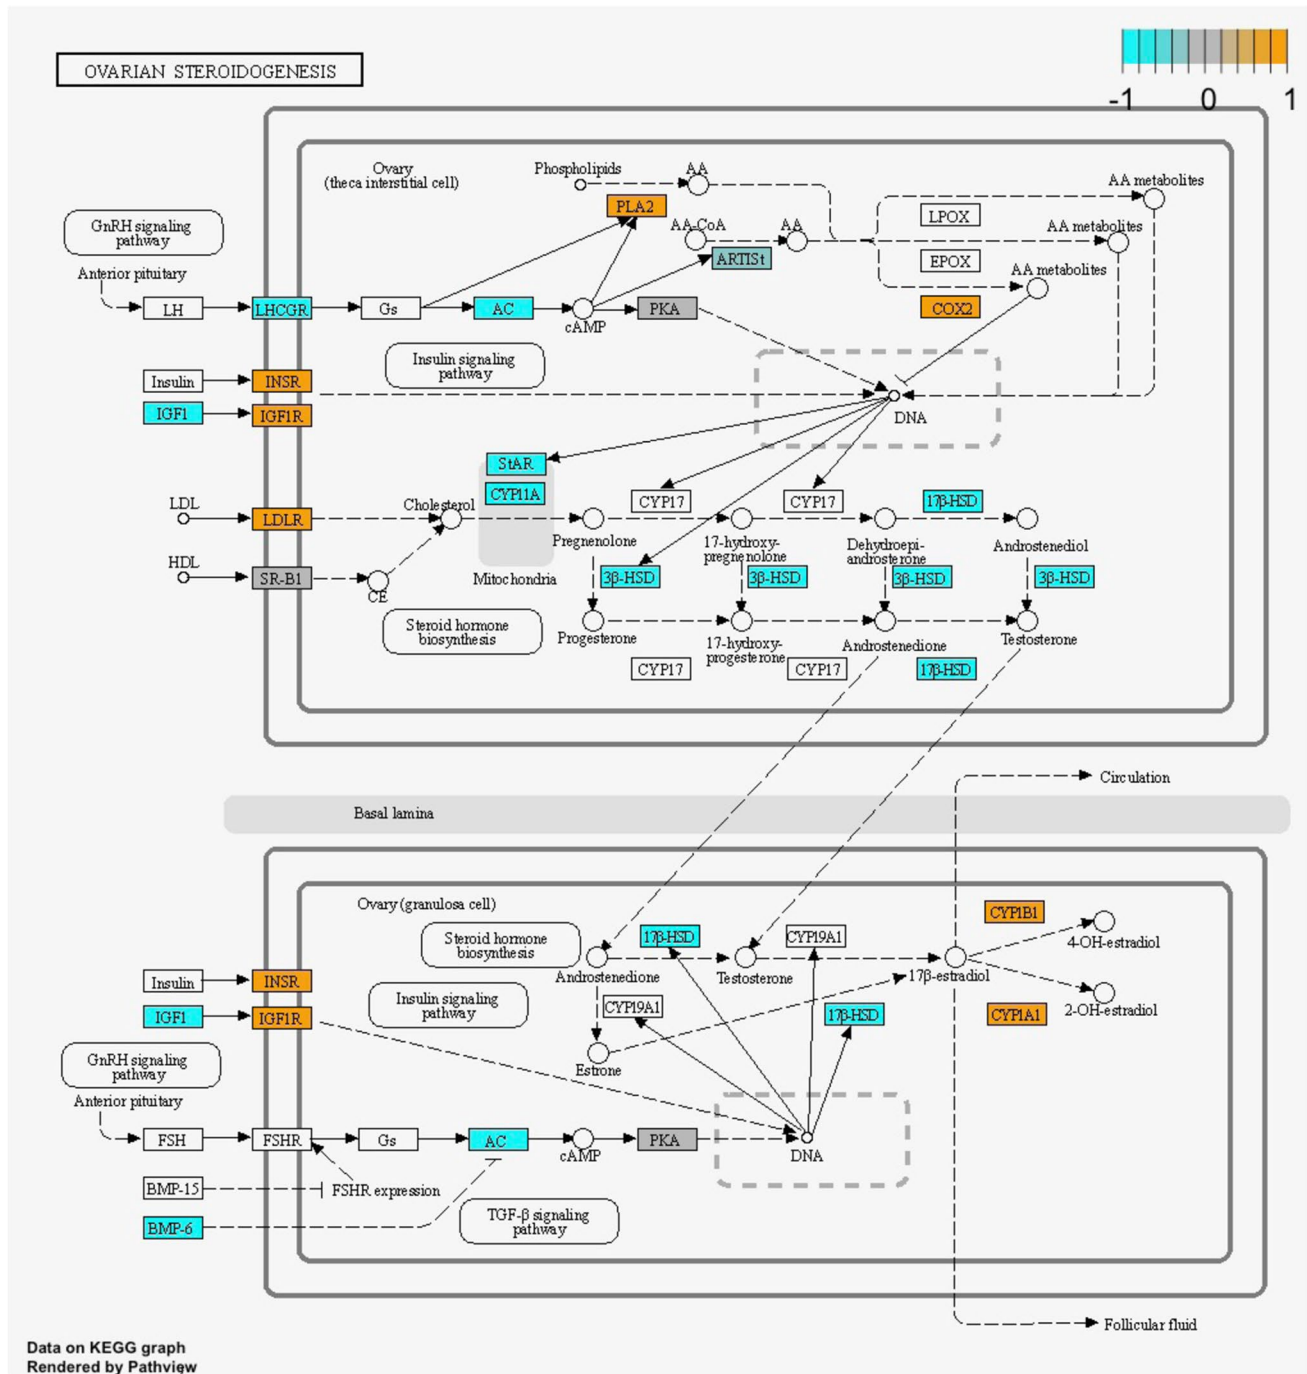 OVARIAN STEROIDOGENESIS
-1 0 1
Ovary
(theca interstitial cell)
Phospholipids
AA
AA metabolites
PLA2
LPOX
GnRH signaling
pathway
AA-CoA
AA
AA metabolites
ARTISt
EPOX
Anterior pituitary
AA metabolites
LH
LHCGR
Gs
AC
cAMP
PKA
COX2
Insulin signaling
pathway
Insulin
INSR
IGF1
IGF1R
DNA
StAR
CYP11A
CYP17
CYP17
17β-HSD
LDL
LDLR
Cholesterol
Pregnenolone
17-hydroxy-
pregnenolone
Dehydroepi-
androsterone
Androstenediol
HDL
SR-B1
CE
Mitochondria
3β-HSD
3β-HSD
3β-HSD
3β-HSD
Steroid hormone
biosynthesis
Progesterone
17-hydroxy-
progesterone
Androstenedione
Testosterone
CYP17
CYP17
17β-HSD
Circulation
Basal lamina
Ovary (granulosa cell)
Steroid hormone
biosynthesis
17β-HSD
CYP19A1
CYP1B1
4-OH-estradiol
Androstenedione
Testosterone
17β-estradiol
Insulin
INSR
Insulin signaling
pathway
CYP19A1
17β-HSD
CYP1A1
2-OH-estradiol
IGF1
IGF1R
GnRH signaling
pathway
Estrone
Anterior pituitary
FSH
FSHR
Gs
AC
cAMP
PKA
DNA
BMP-15
FSHR expression
BMP-6
TGF-β signaling
pathway
Follicular fluid
Data on KEGG graph
Rendered by Pathview